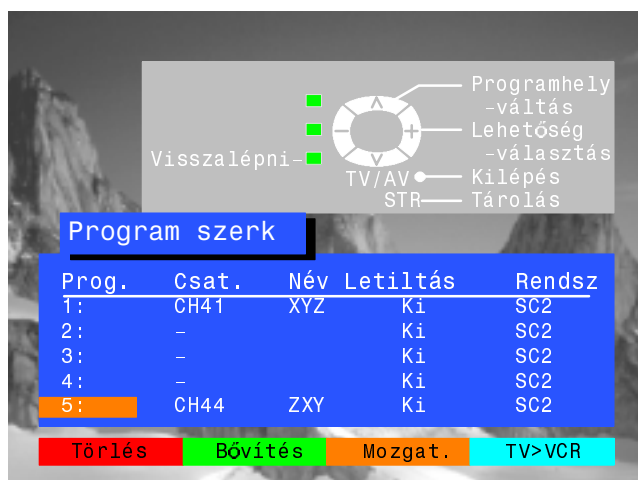 Programhely
-váltás
Lehetőség
-választás
Visszalépni-
TV/AV Kilépés
STR Tárolás
Program szerk
Prog. Csat. Név Letiltás Rendsz
1: CH41 XYZ Ki SC2
2: - Ki SC2
3: - Ki SC2
4: - Ki SC2
5: CH44 ZXY Ki SC2
Törlés Bővítés Mozgat. TV>VCR